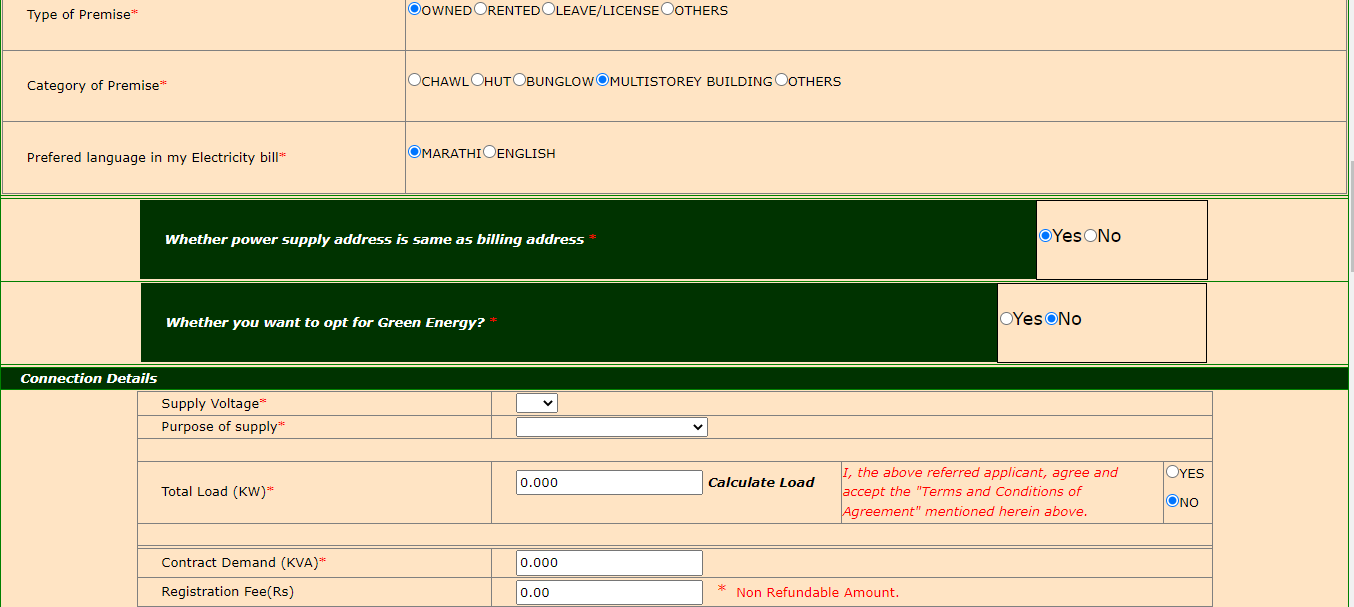 Type of Premise* OWNED RENTED LEAVE/LICENSE OTHERS
Category of Premise* CHAWL HUT BUNGLOW MULTISTOREY BUILDING OTHERS
Prefered language in my Electricity bill* MARATHI ENGLISH
Whether power supply address is same as billing address * Yes No
Whether you want to opt for Green Energy? * Yes No
Connection Details
Supply Voltage*
Purpose of supply*
Total Load (KW)* 0.000 Calculate Load
I, the above referred applicant, agree and
accept the "Terms and Conditions of
Agreement" mentioned herein above.
YES
NO
Contract Demand (KVA)* 0.000
Registration Fee(Rs) 0.00 * Non Refundable Amount.